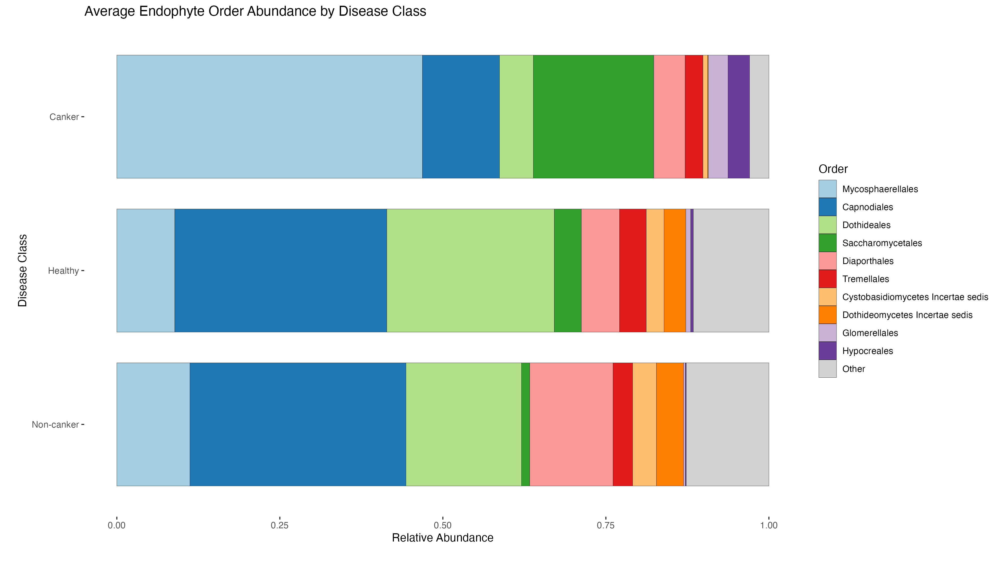 Average Endophyte Order Abundance by Disease Class
Disease Class
Canker
Healthy
Non-canker
0.00 0.25 0.50 0.75 1.00
Relative Abundance
Order
Mycosphaerellales
Capnodiales
Dothideales
Saccharomycetales
Diaporthales
Tremellales
Cystobasidiomycetes Incertae sedis
Dothideomycetes Incertae sedis
Glomerellales
Hypocreales
Other